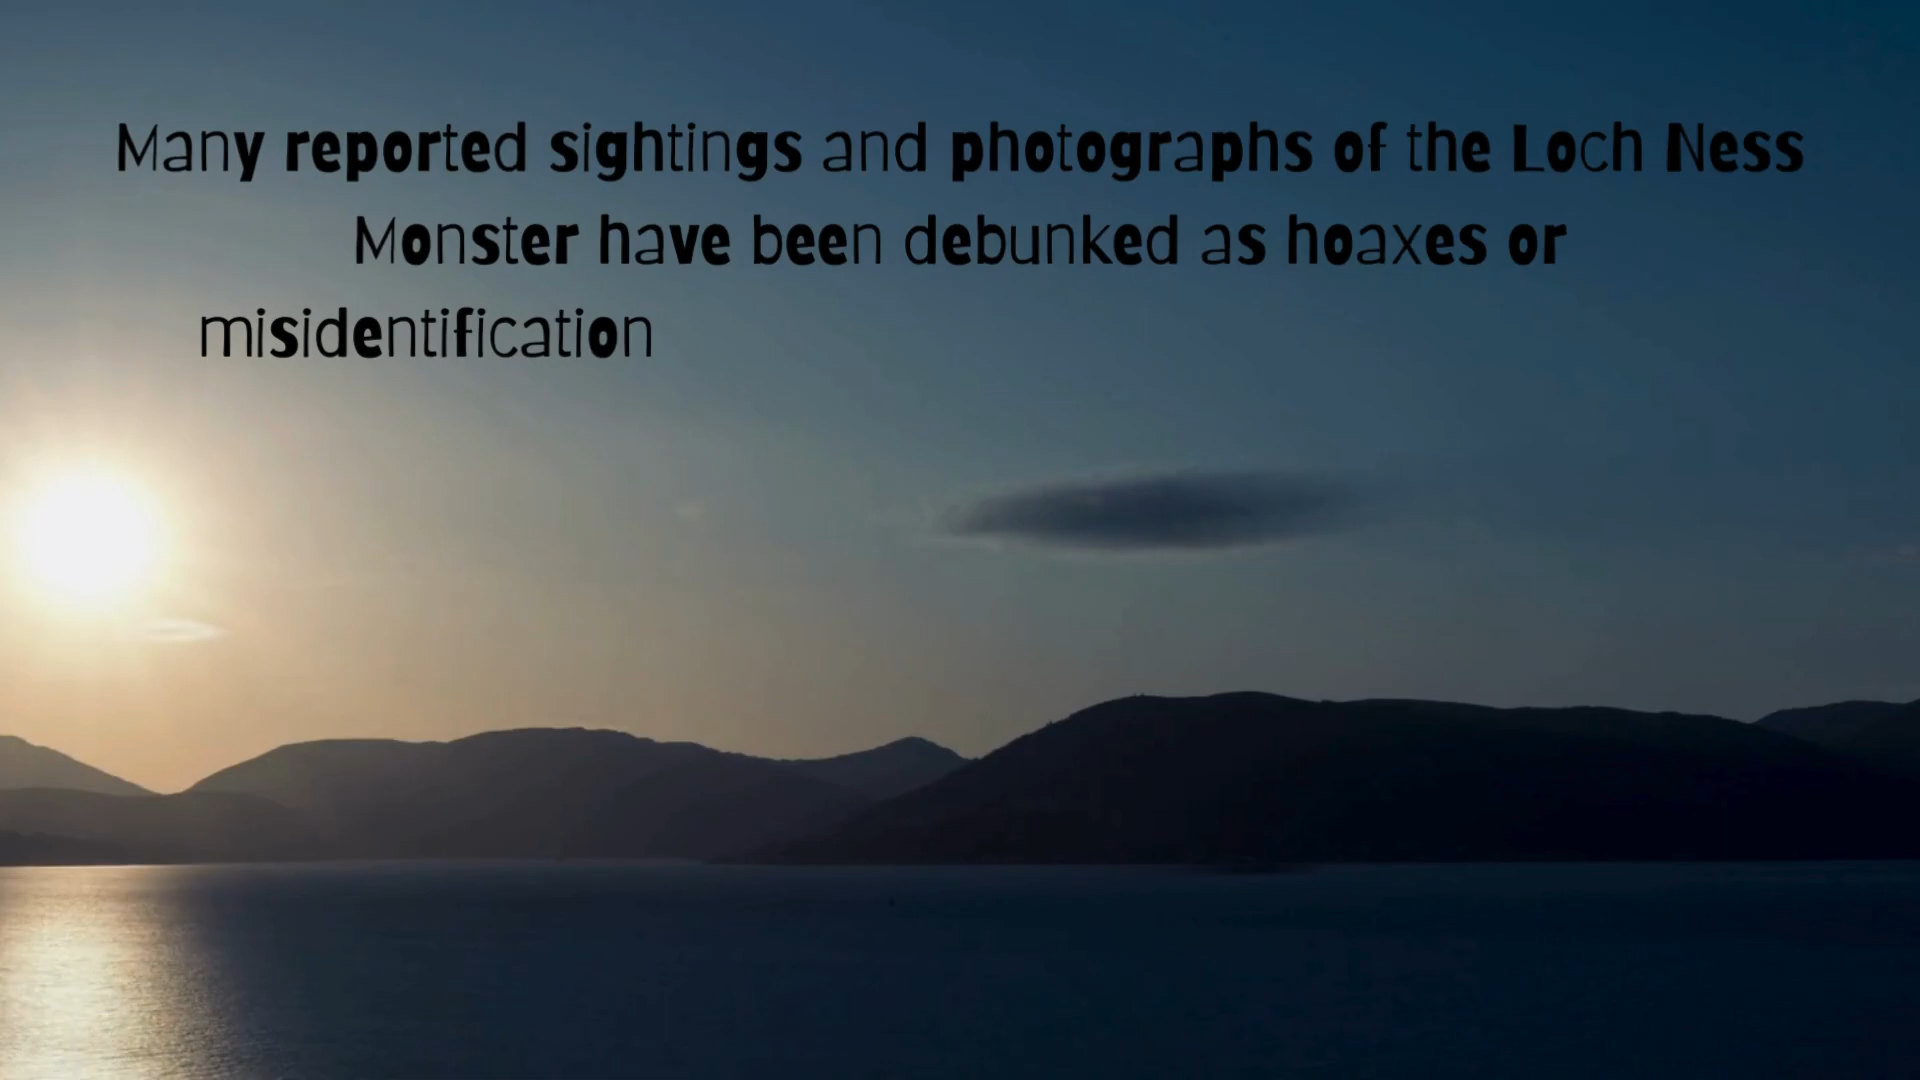 Many reported sightings and photographs of the Loch Ness
Monster have been debunked as hoaxes or
misidentification